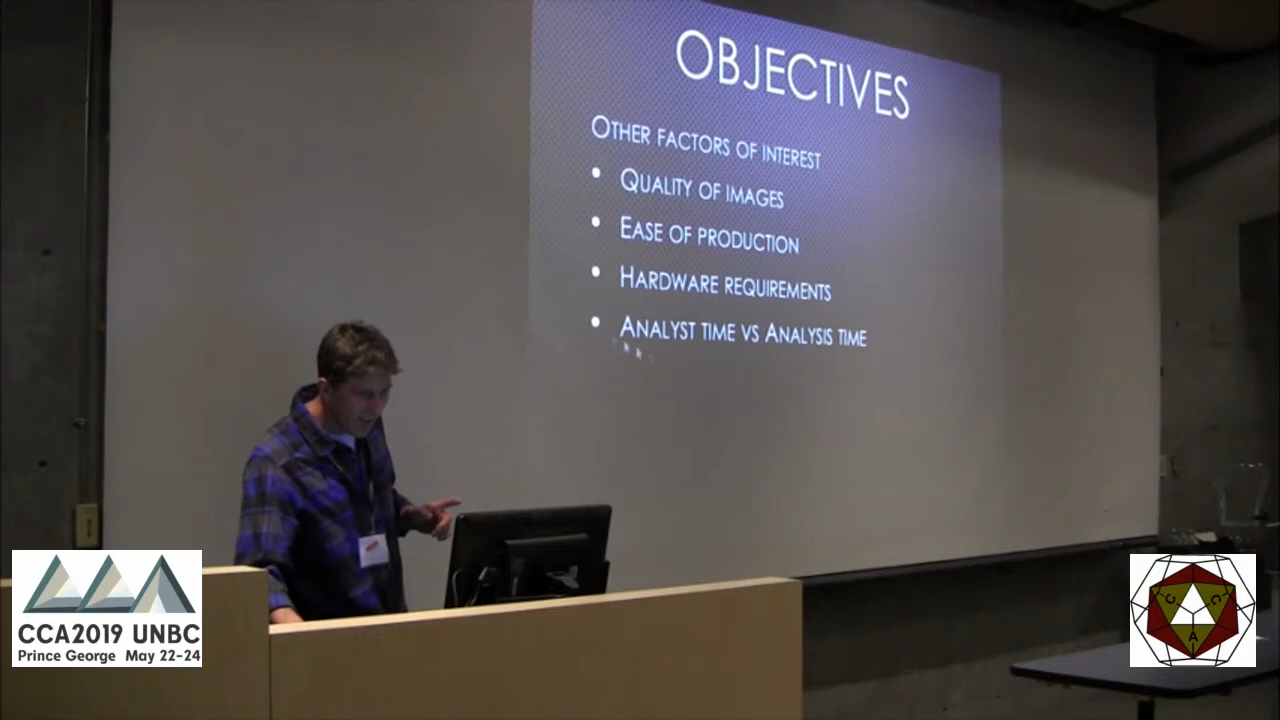 OBJECTIVES
OTHER FACTORS OF INTEREST
• QUALITY OF IMAGES
• EASE OF PRODUCTION
• HARDWARE REQUIREMENTS
• ANALYST TIME VS ANALYSIS TIME
CCA2019 UNBC
Prince George May 22-24
C C A